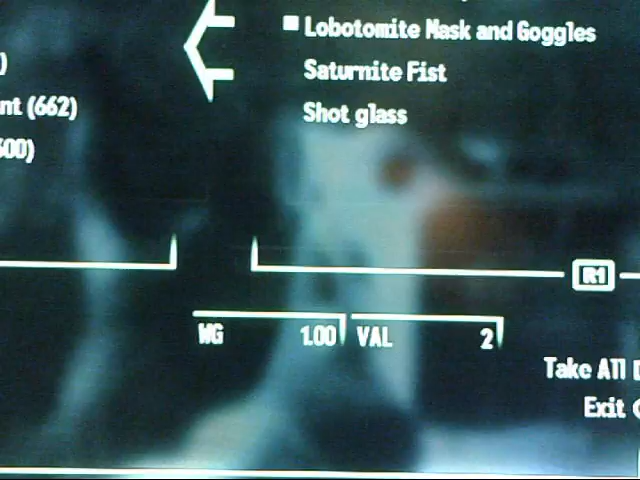 Lobotomite Mask and Goggles
)
Saturnite Fist
nt (662)
Shot glass
500)
R1
WG 1.00 VAL 2
Take All
Exit